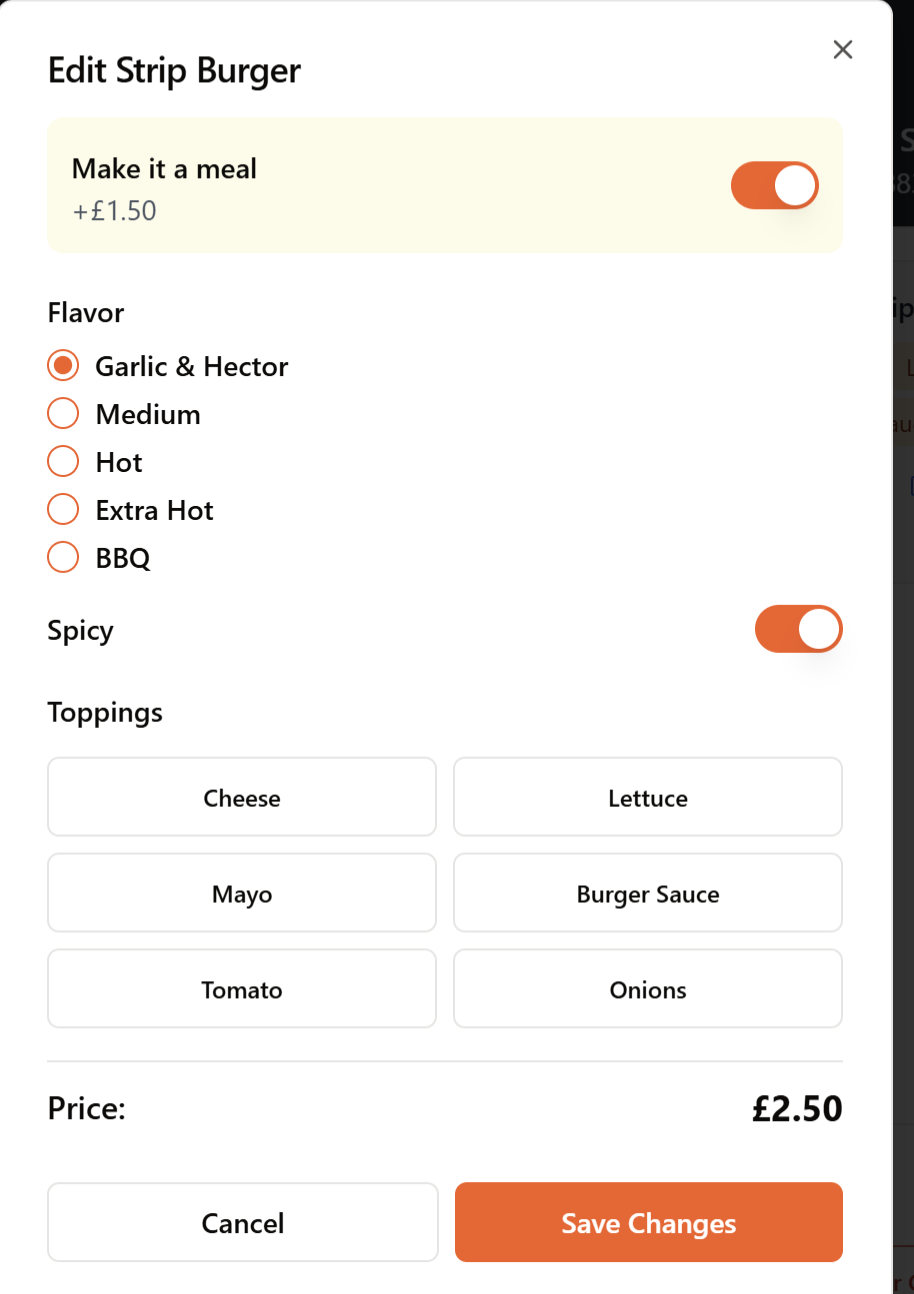 Edit Strip Burger
Make it a meal
+£1.50
Flavor
Garlic & Hector
Medium
Hot
Extra Hot
BBQ
Spicy
Toppings
Cheese
Lettuce
Mayo
Burger Sauce
Tomato
Onions
Price:
£2.50
Cancel
Save Changes